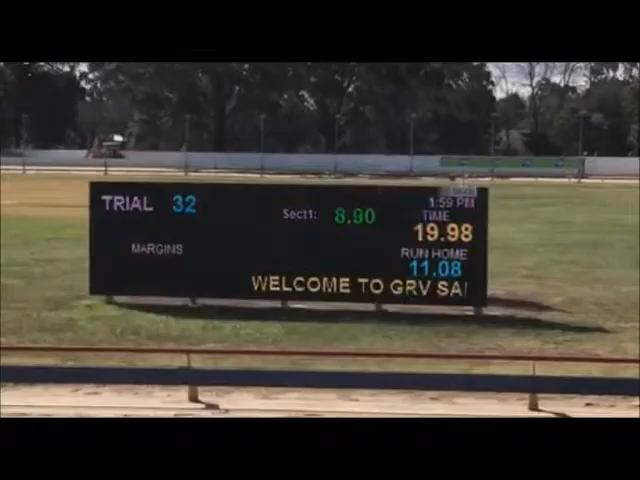 TRIAL 32
Sect1: 8.90
1:59 PM
TIME
19.98
MARGINS
RUN HOME
11.08
WELCOME TO GRV SA